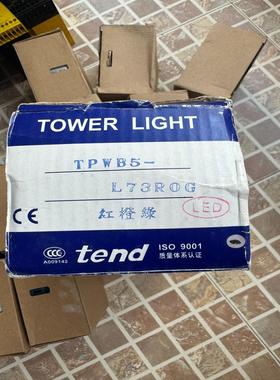 TOWER LIGHT
TPWB5-
L73ROG
紅橙綠
LED
CE
CCC
A009142
tend
ISO 9001
质量体系认证